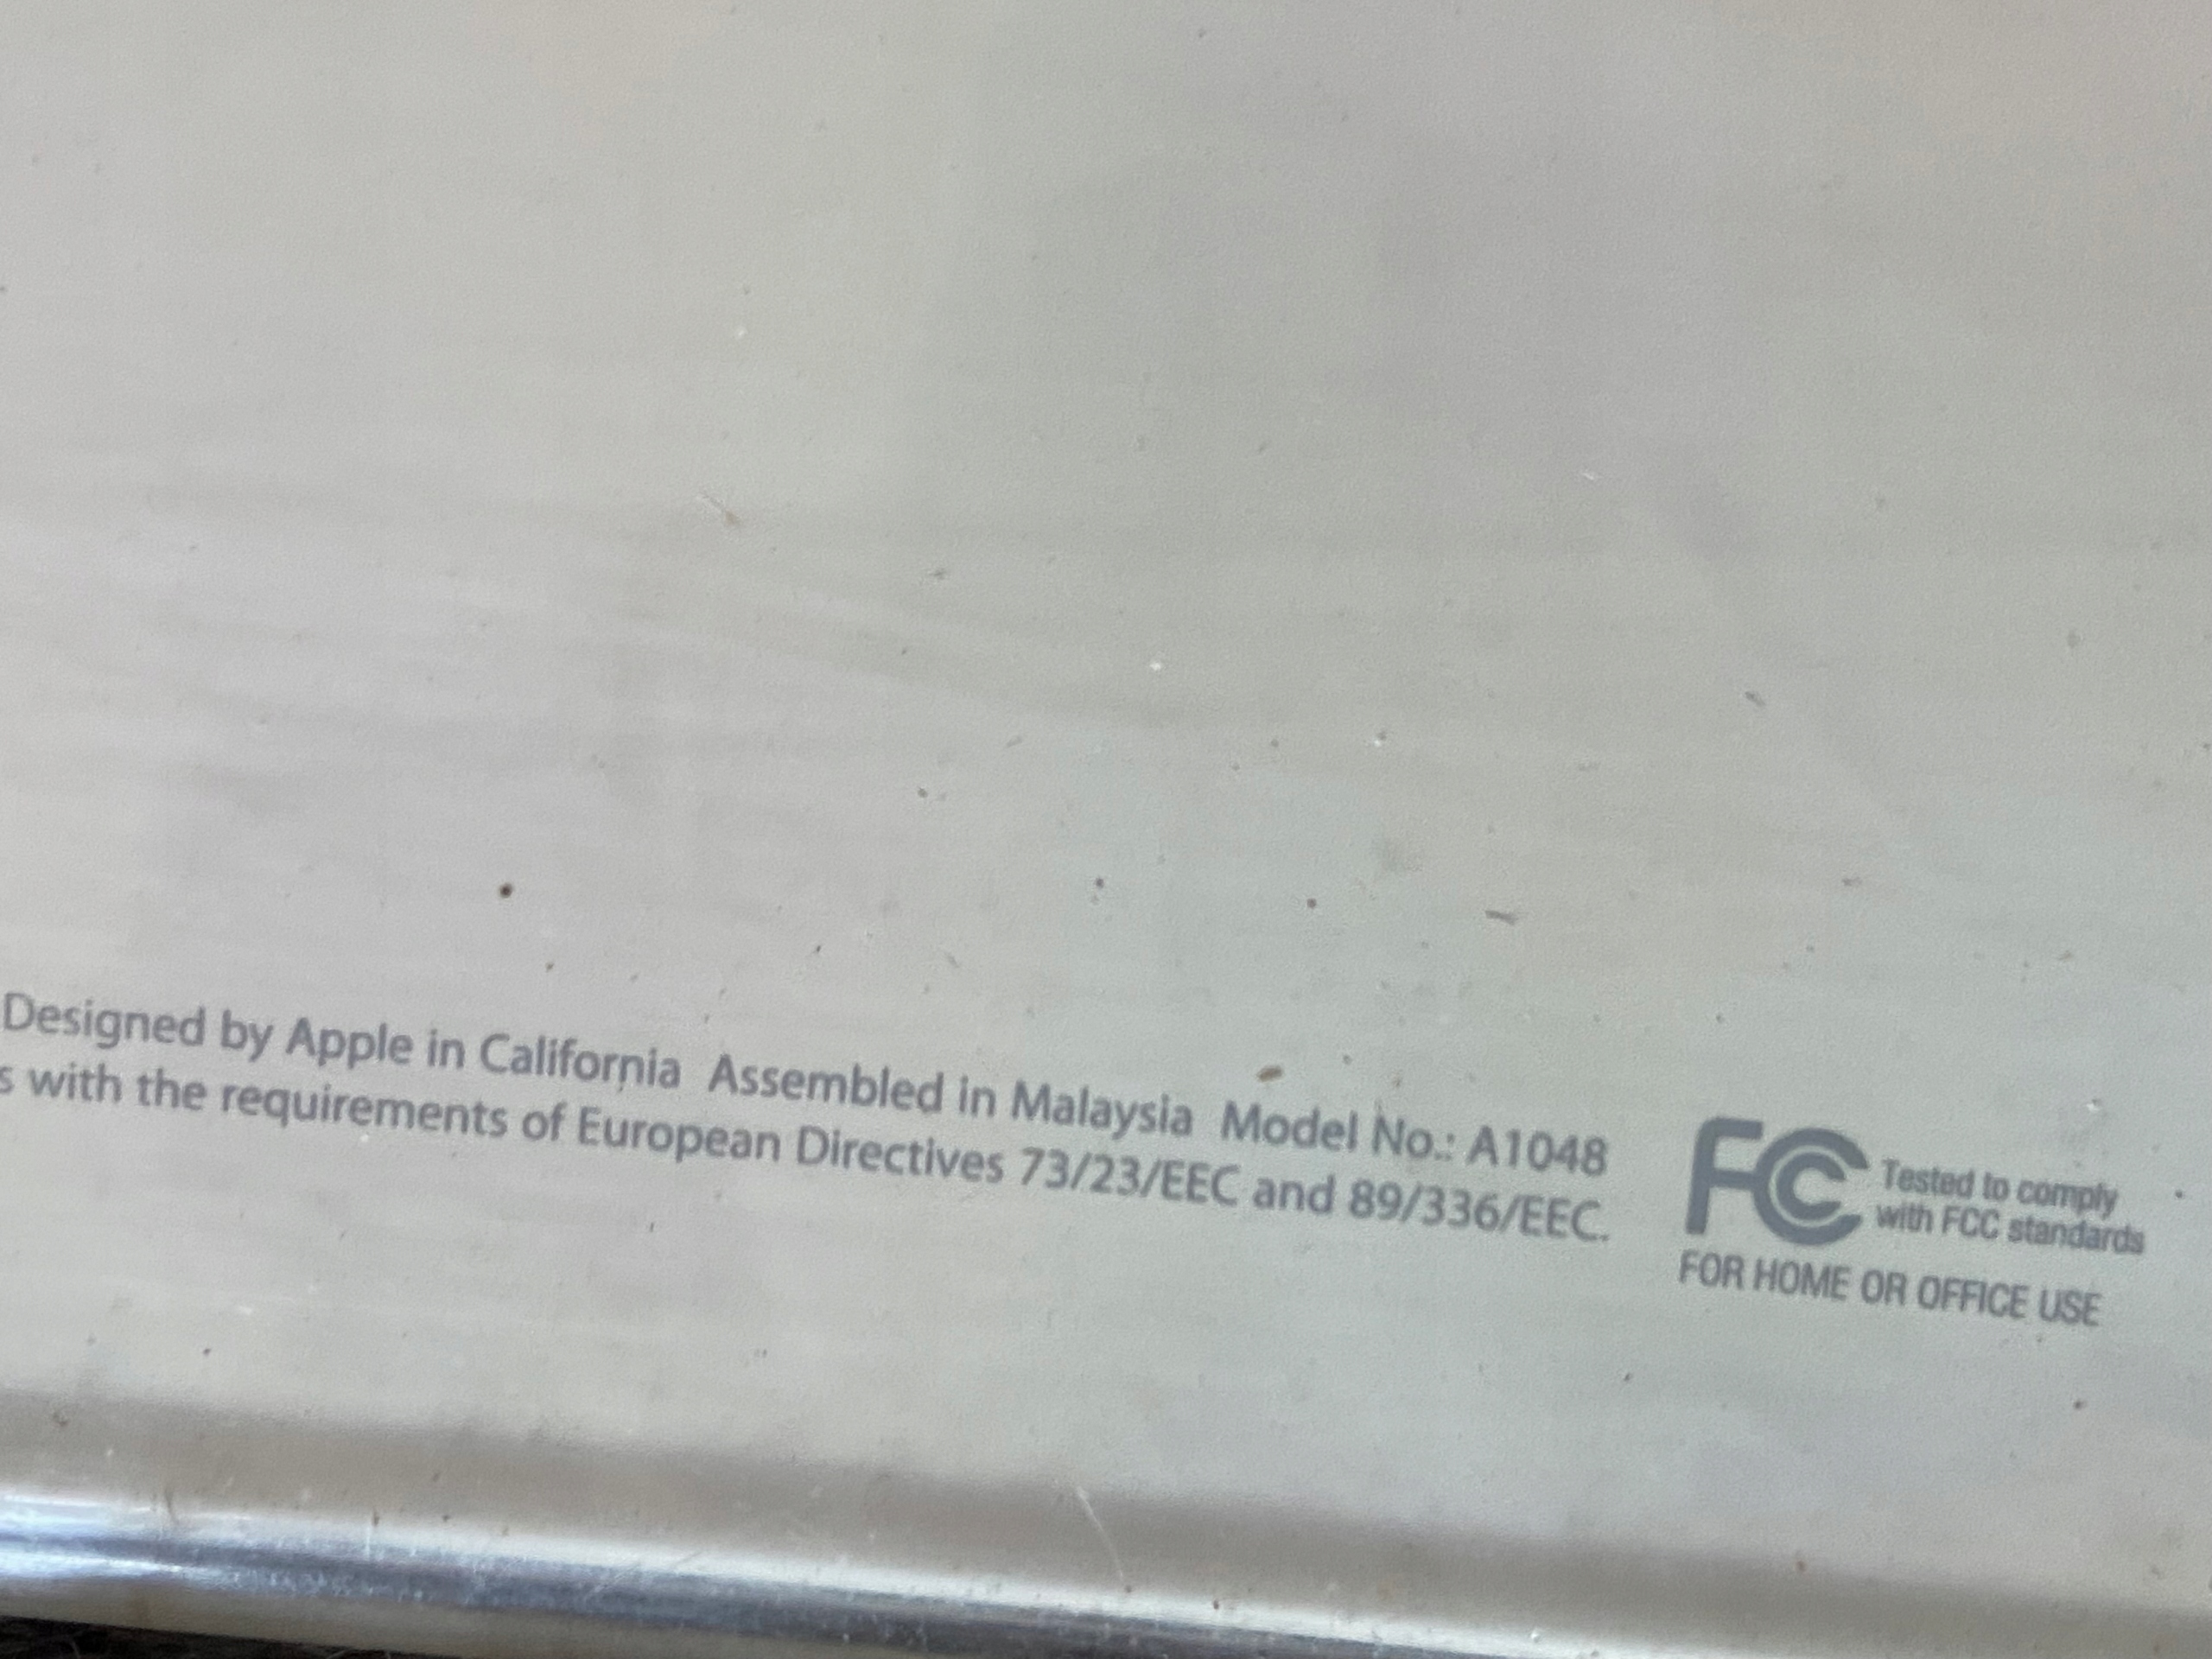 Designed by Apple in California  Assembled in Malaysia  Model No.: A1048
s with the requirements of European Directives 73/23/EEC and 89/336/EEC.
FC Tested to comply
with FCC standards
FOR HOME OR OFFICE USE